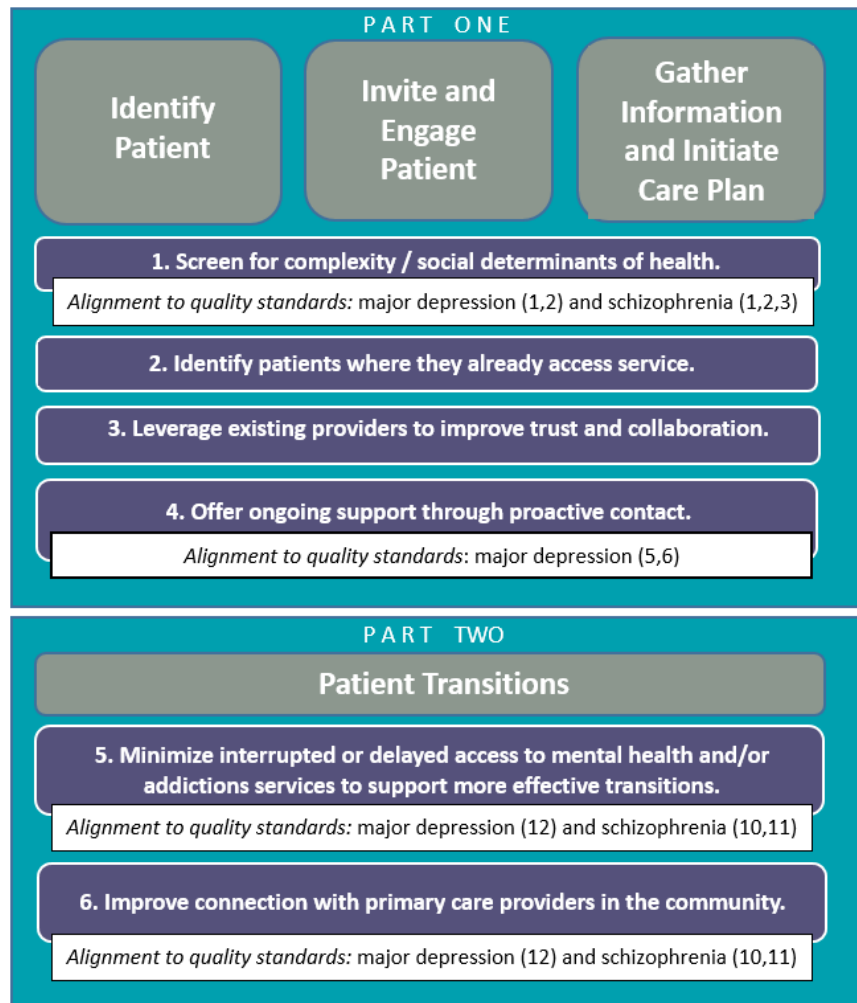 PART ONE
Identify
Patient
Invite and
Engage
Patient
Gather
Information
and Initiate
Care Plan
1. Screen for complexity / social determinants of health.
Alignment to quality standards: major depression (1,2) and schizophrenia (1,2,3)
2. Identify patients where they already access service.
3. Leverage existing providers to improve trust and collaboration.
4. Offer ongoing support through proactive contact.
Alignment to quality standards: major depression (5,6)
PART TWO
Patient Transitions
5. Minimize interrupted or delayed access to mental health and/or
addictions services to support more effective transitions.
Alignment to quality standards: major depression (12) and schizophrenia (10,11)
6. Improve connection with primary care providers in the community.
Alignment to quality standards: major depression (12) and schizophrenia (10,11)